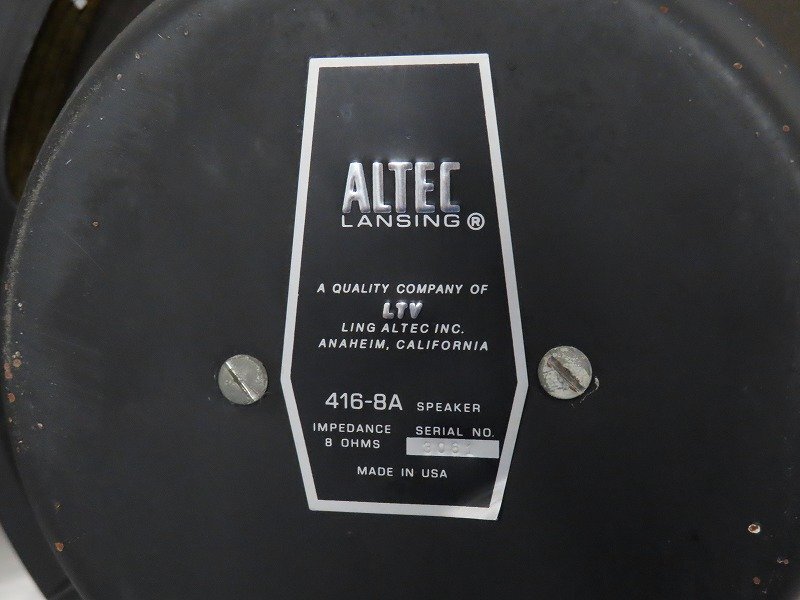 ALTEC
LANSING ®
A QUALITY COMPANY OF
LTV
LING ALTEC INC.
ANAHEIM, CALIFORNIA
416-8A SPEAKER
IMPEDANCE SERIAL NO.
8 OHMS 3061
MADE IN USA